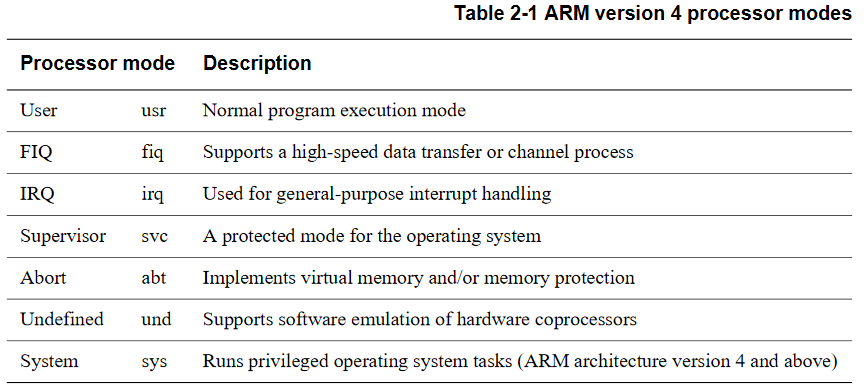 Table 2-1 ARM version 4 processor modes
Processor mode Description
User usr Normal program execution mode
FIQ fiq Supports a high-speed data transfer or channel process
IRQ irq Used for general-purpose interrupt handling
Supervisor svc A protected mode for the operating system
Abort abt Implements virtual memory and/or memory protection
Undefined und Supports software emulation of hardware coprocessors
System sys Runs privileged operating system tasks (ARM architecture version 4 and above)